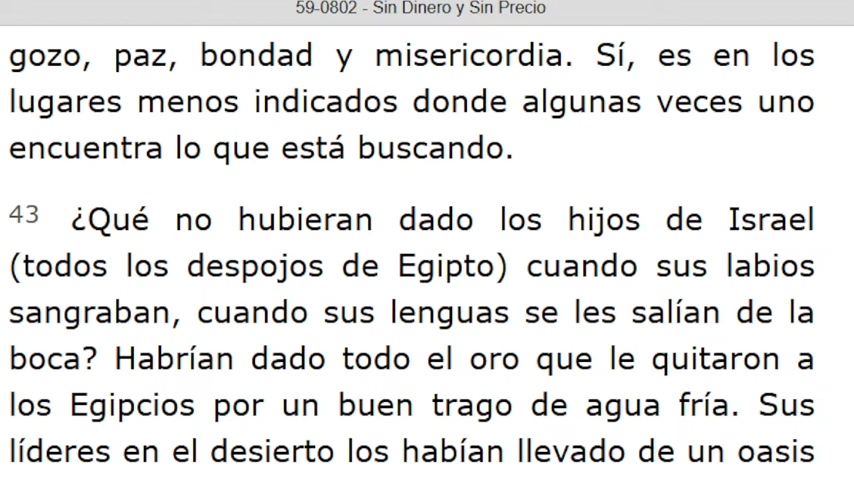 59-0802 - Sin Dinero y Sin Precio
gozo, paz, bondad y misericordia. Sí, es en los
lugares menos indicados donde algunas veces uno
encuentra lo que está buscando.
43 ¿Qué no hubieran dado los hijos de Israel
(todos los despojos de Egipto) cuando sus labios
sangraban, cuando sus lenguas se les salían de la
boca? Habrían dado todo el oro que le quitaron a
los Egipcios por un buen trago de agua fría. Sus
líderes en el desierto los habían llevado de un oasis